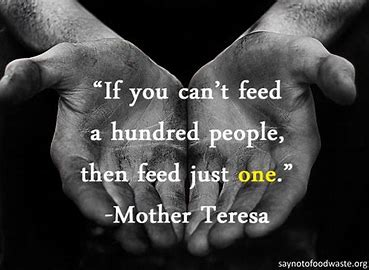 “If you can’t feed
a hundred people,
then feed just one.”
-Mother Teresa
saynotofoodwaste.org